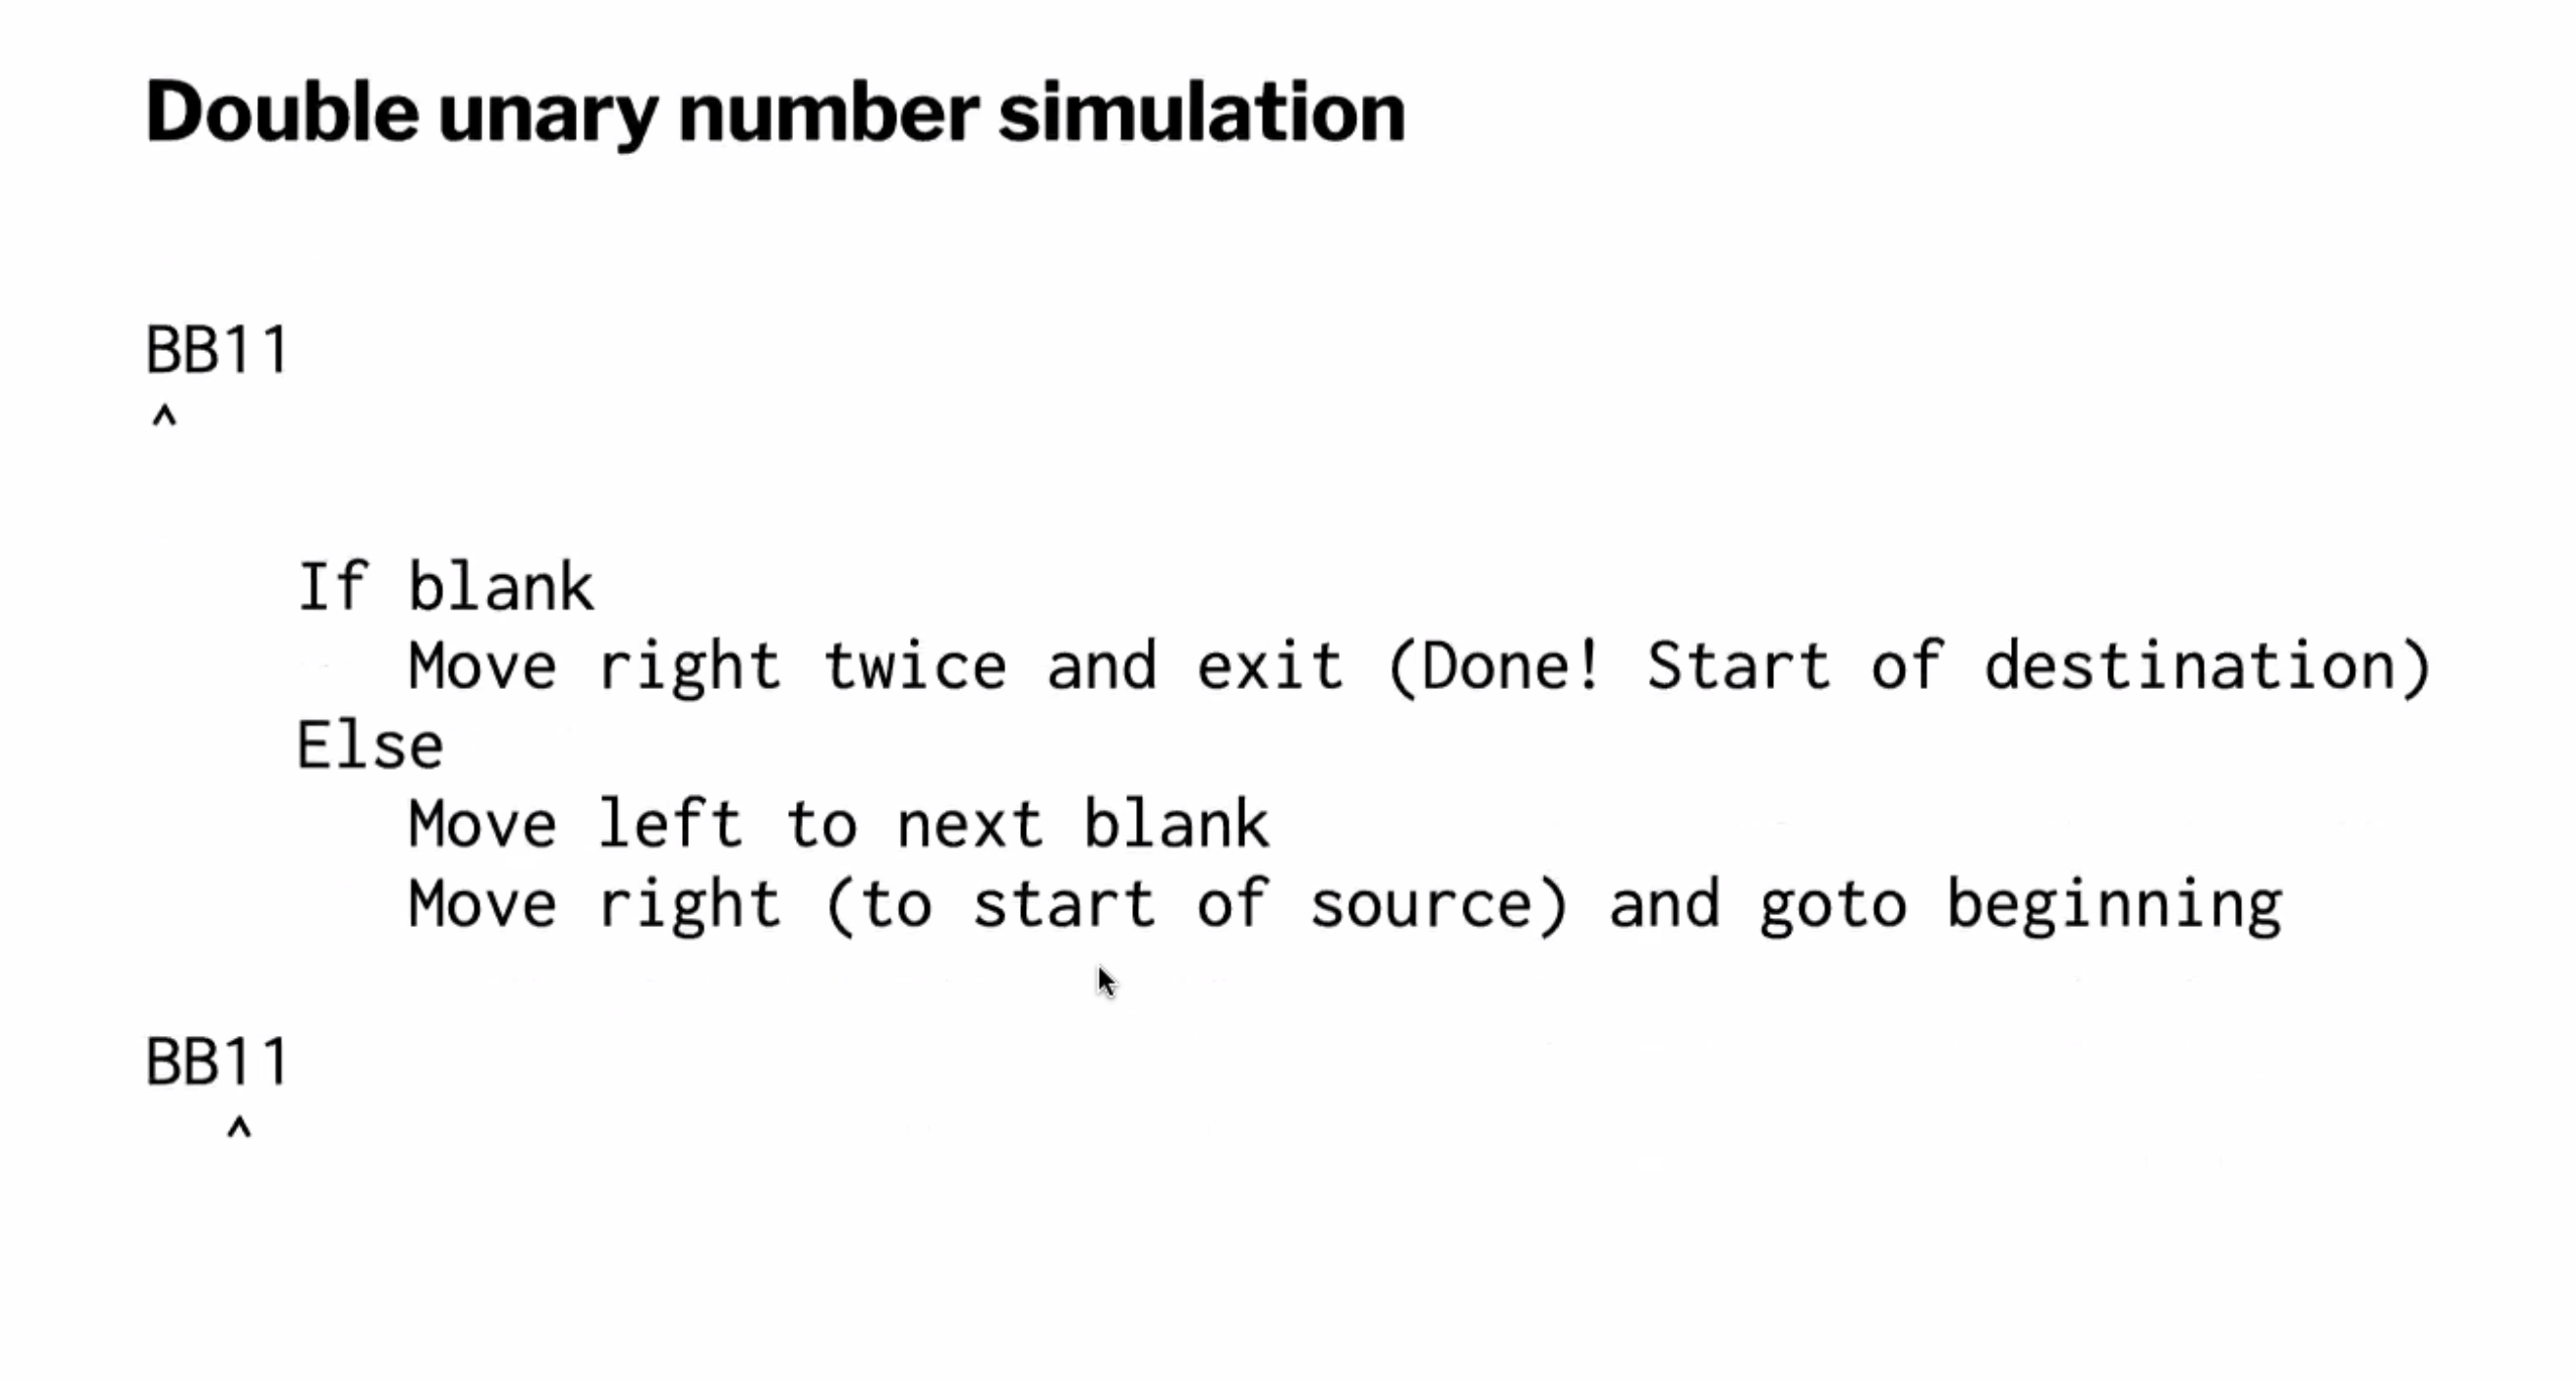 Double unary number simulation
BB11
^
If blank
Move right twice and exit (Done! Start of destination)
Else
Move left to next blank
Move right (to start of source) and goto beginning
BB11
^